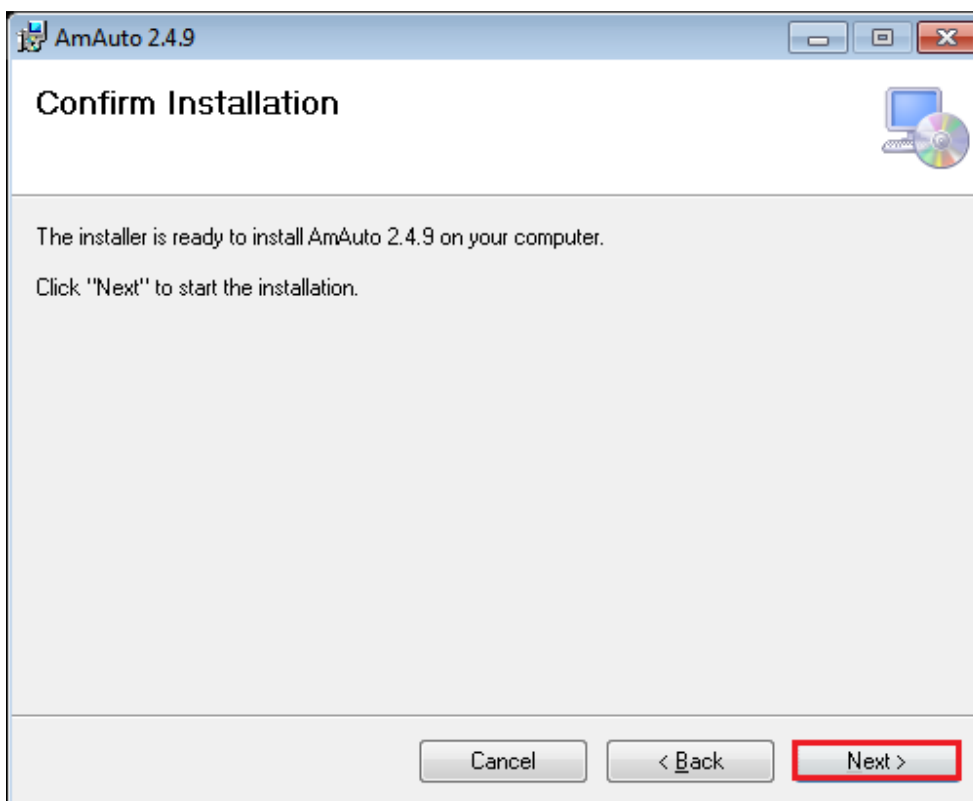 AmAuto 2.4.9
Confirm Installation
The installer is ready to install AmAuto 2.4.9 on your computer.
Click "Next" to start the installation.
Cancel
< Back
Next >